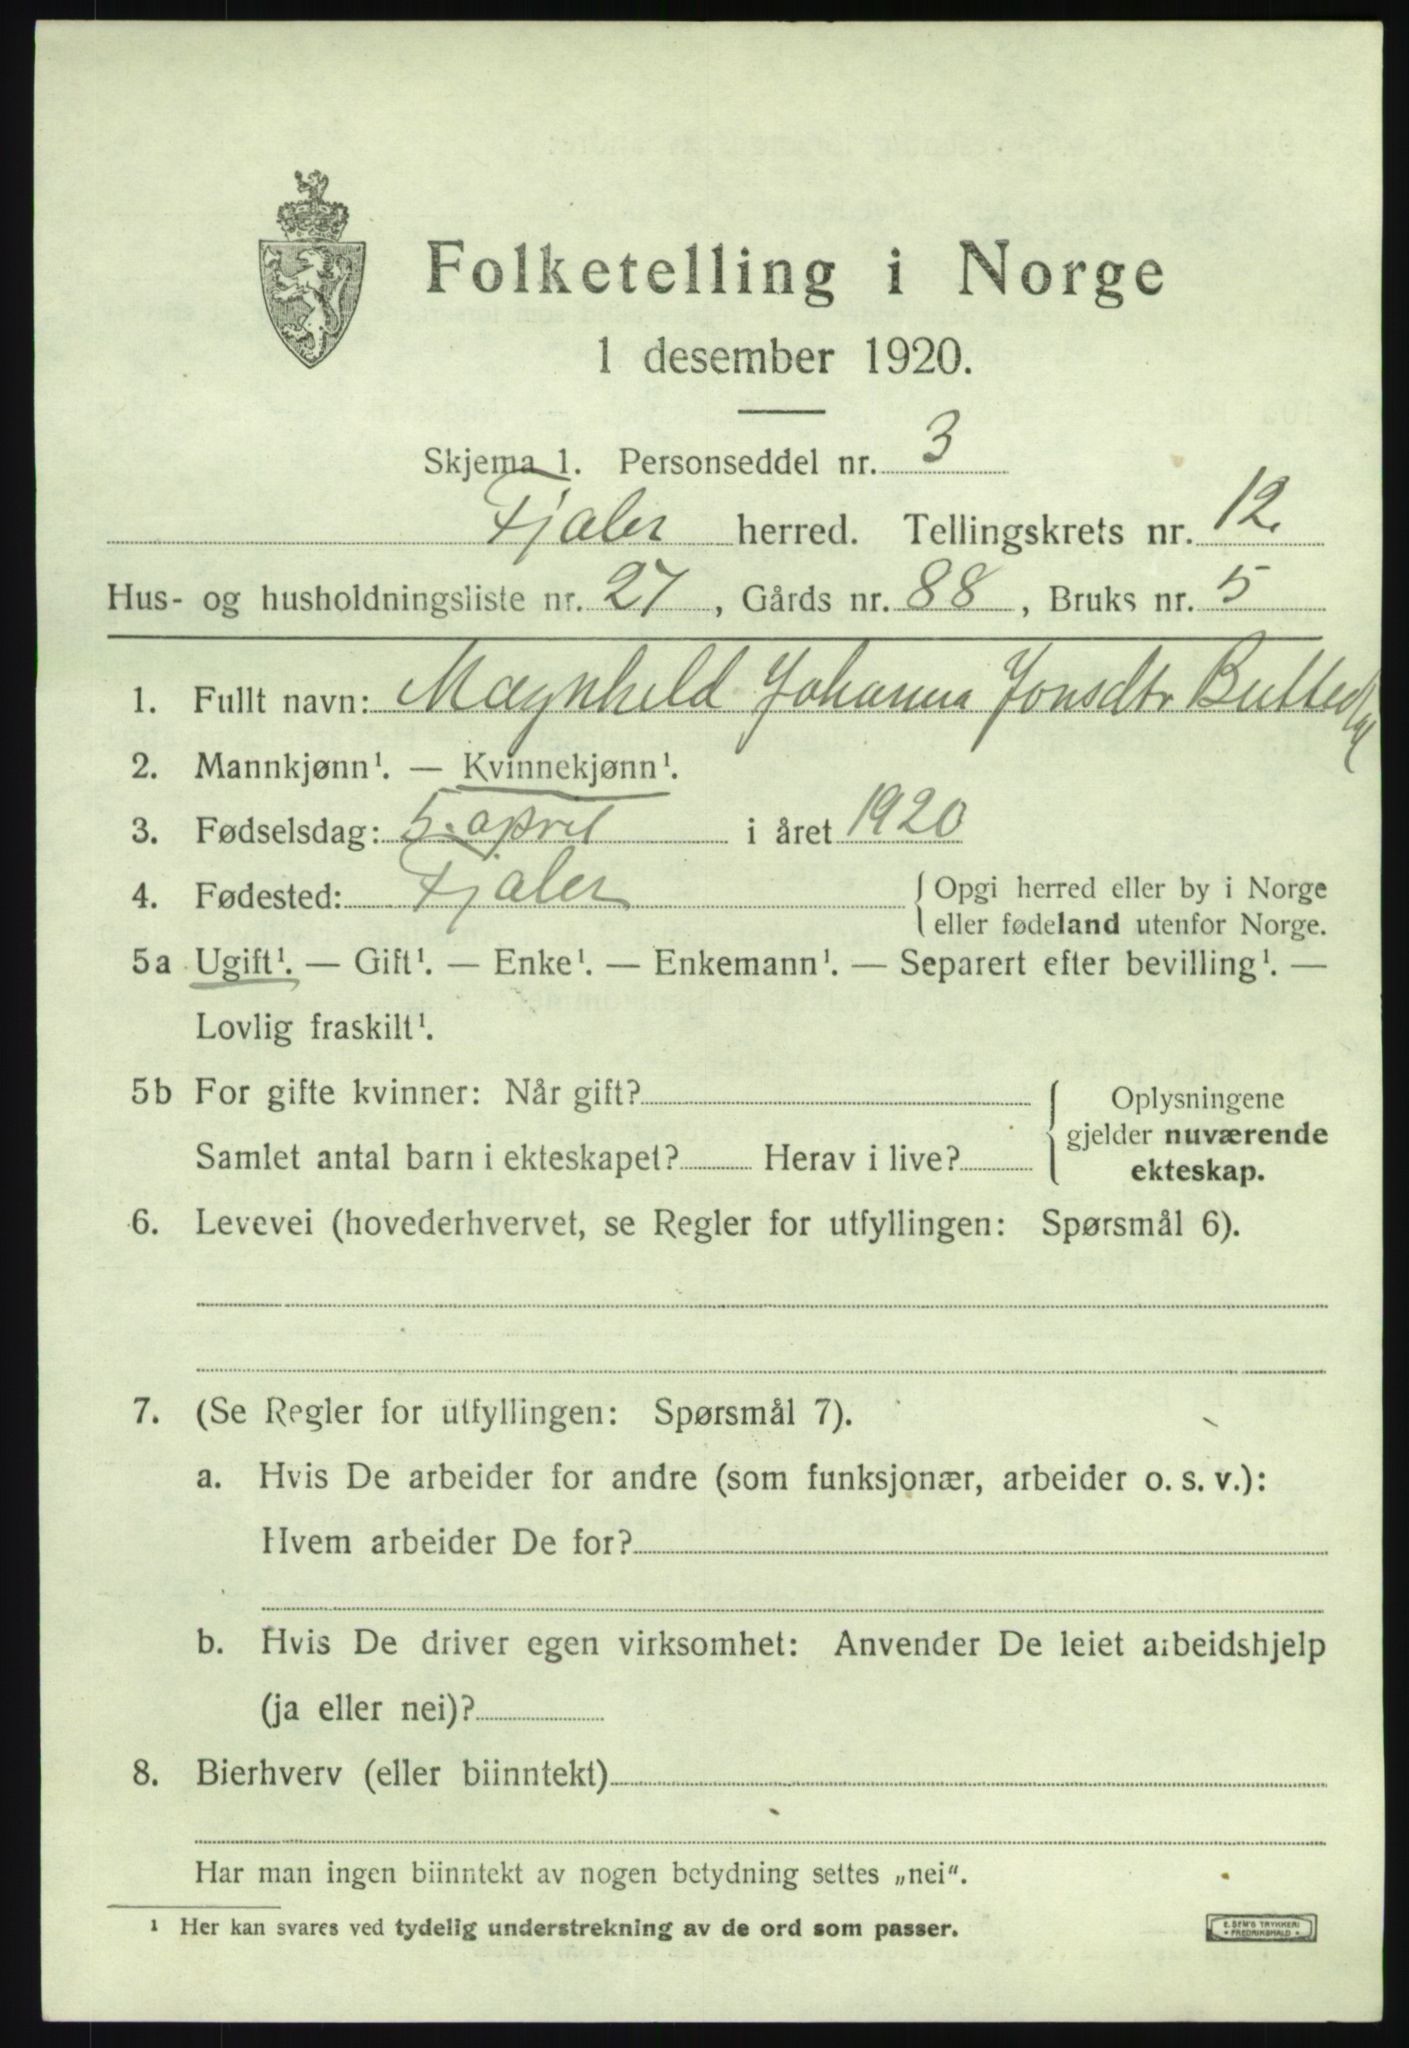 Folketelling i Norge
1 desember 1920.
Skjema 1. Personseddel nr. 3
Fjaler herred. Tellingskrets nr. 12.
Hus- og husholdningsliste nr. 27, Gårds nr. 88, Bruks nr. 5
1. Fullt navn: Magnhild Johanna Jonsdtr
2. Mannkjønn¹. — Kvinnekjønn¹.
3. Fødselsdag: 5. april i året 1920
4. Fødested: Fjaler { Opgi herred eller by i Norge
eller fødeland utenfor Norge.
5a Ugift¹. — Gift¹. — Enke¹. — Enkemann¹. — Separert efter bevilling¹. —
Lovlig fraskilt¹.
5b For gifte kvinner: Når gift?
Samlet antal barn i ekteskapet? Herav i live?
Oplysningene
gjelder nuværende
ekteskap.
6. Levevei (hovederhvervet, se Regler for utfyllingen: Spørsmål 6).
7. (Se Regler for utfyllingen: Spørsmål 7).
a. Hvis De arbeider for andre (som funksjonær, arbeider o. s. v.):
Hvem arbeider De for?
b. Hvis De driver egen virksomhet: Anvender De leiet arbeidshjelp
(ja eller nei)?
8. Bierhverv (eller biinntekt)
Har man ingen biinntekt av nogen betydning settes „nei“.
¹ Her kan svares ved tydelig understrekning av de ord som passer.
E. SEM'S TRYKKERI
FREDRIKSHALD